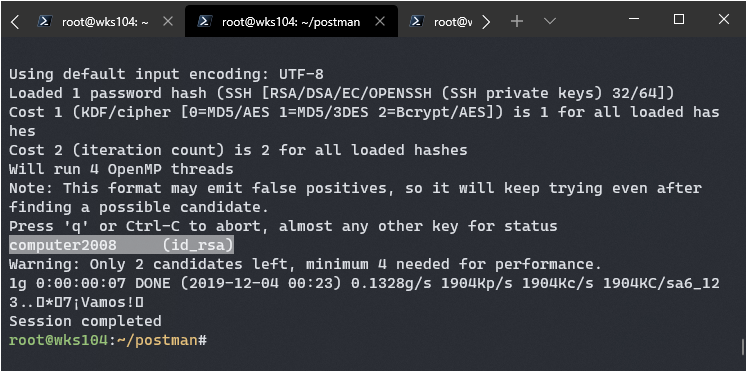 root@wks104: ~
root@wks104: ~/postman
root@w
Using default input encoding: UTF-8
Loaded 1 password hash (SSH [RSA/DSA/EC/OPENSSH (SSH private keys) 32/64])
Cost 1 (KDF/cipher [0=MD5/AES 1=MD5/3DES 2=Bcrypt/AES]) is 1 for all loaded has
hes
Cost 2 (iteration count) is 2 for all loaded hashes
Will run 4 OpenMP threads
Note: This format may emit false positives, so it will keep trying even after
finding a possible candidate.
Press 'q' or Ctrl-C to abort, almost any other key for status
computer2008     (id_rsa)
Warning: Only 2 candidates left, minimum 4 needed for performance.
1g 0:00:00:07 DONE (2019-12-04 00:23) 0.1328g/s 1904Kp/s 1904Kc/s 1904KC/sa6_12
3..▯*▯7¡Vamos!▯
Session completed
root@wks104:~/postman#